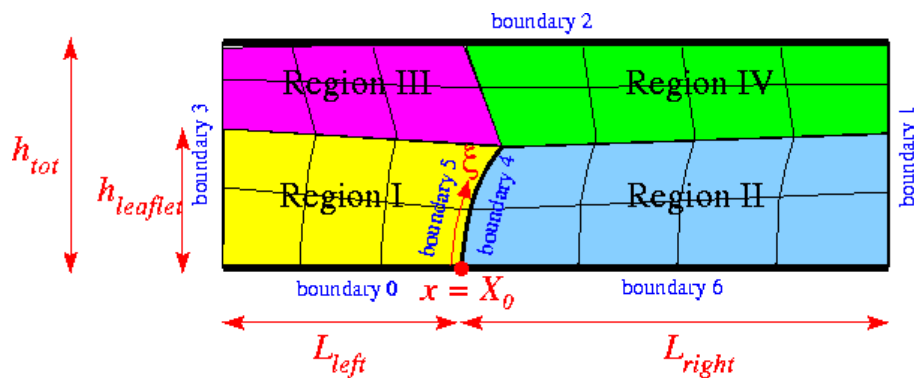 boundary 2
Region III
Region IV
boundary 3
boundary 1
h_tot
h_leaflet
ξ
boundary 5
boundary 4
Region I
Region II
boundary 0
x = X_0
boundary 6
L_left
L_right